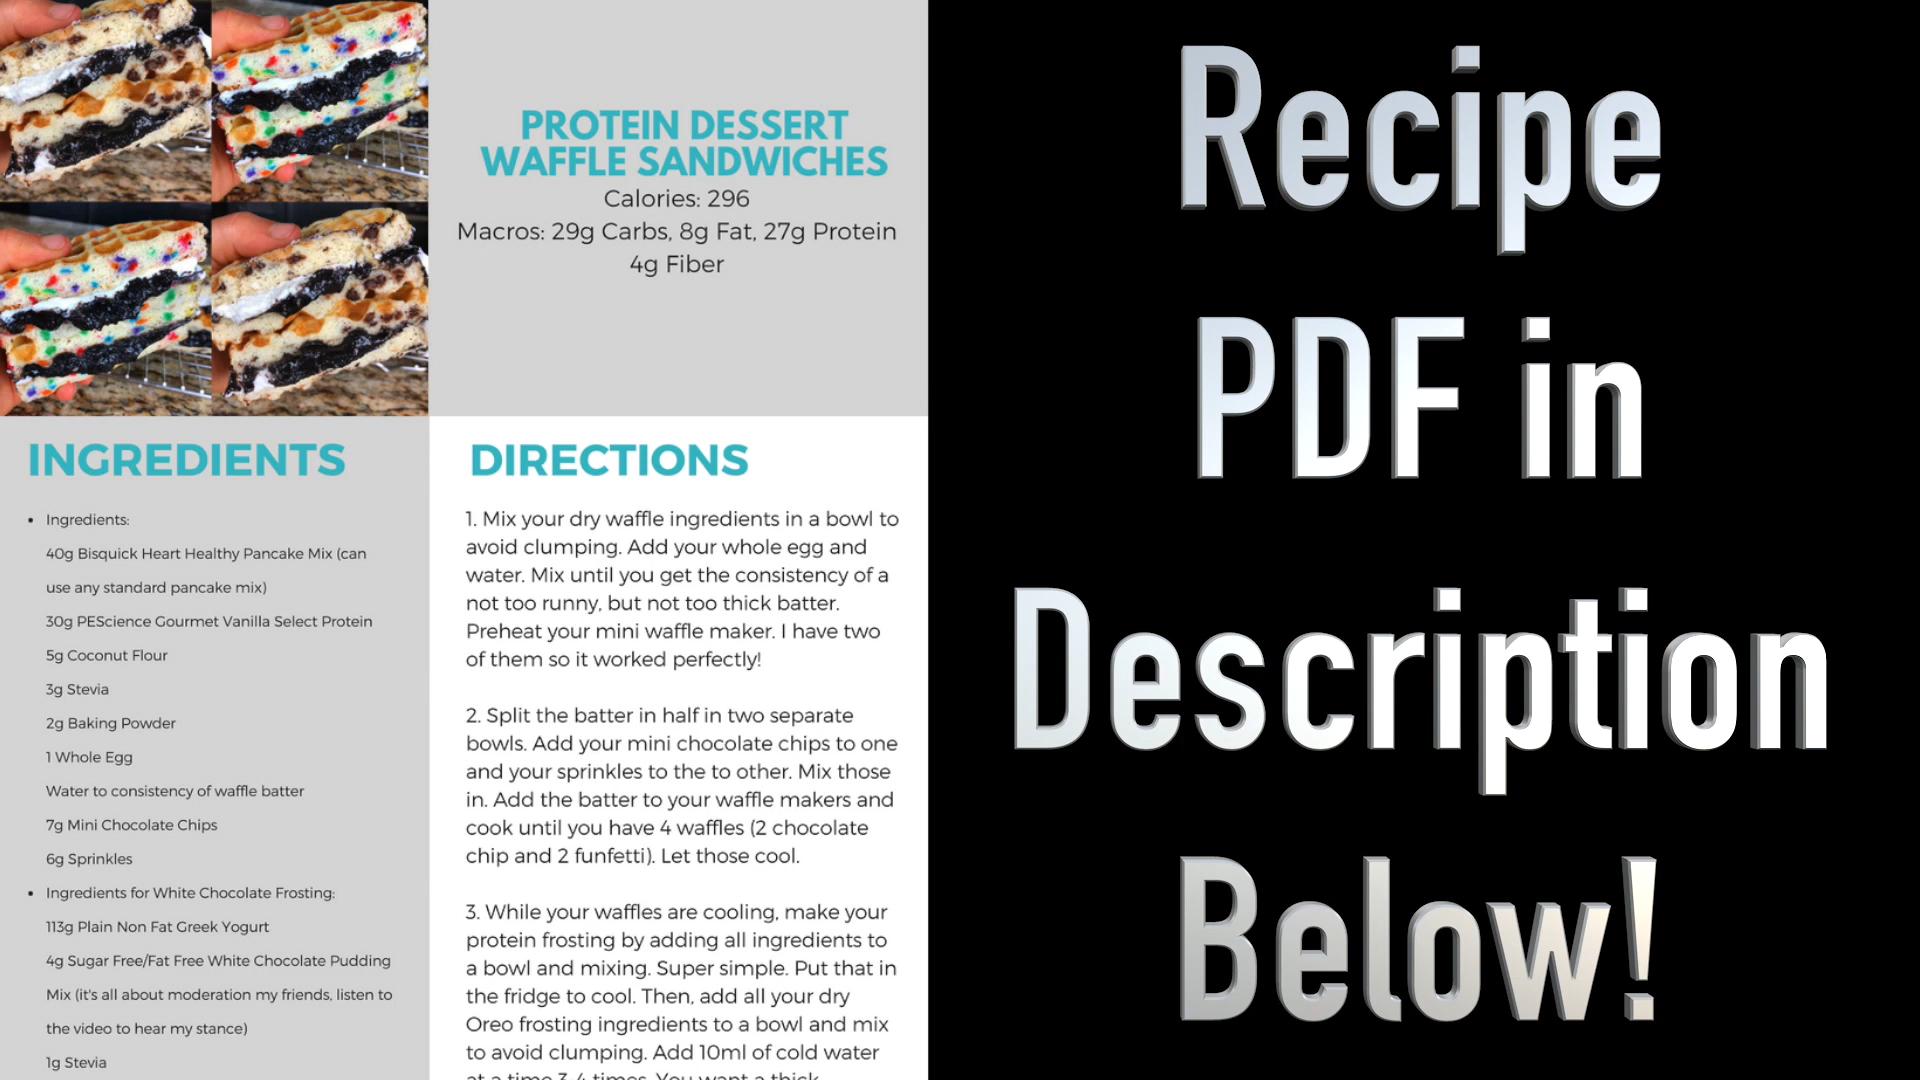 PROTEIN DESSERT
WAFFLE SANDWICHES
Calories: 296
Macros: 29g Carbs, 8g Fat, 27g Protein
4g Fiber
INGREDIENTS
• Ingredients:
40g Bisquick Heart Healthy Pancake Mix (can
use any standard pancake mix)
30g PEScience Gourmet Vanilla Select Protein
5g Coconut Flour
3g Stevia
2g Baking Powder
1 Whole Egg
Water to consistency of waffle batter
7g Mini Chocolate Chips
6g Sprinkles
• Ingredients for White Chocolate Frosting:
113g Plain Non Fat Greek Yogurt
4g Sugar Free/Fat Free White Chocolate Pudding
Mix (it's all about moderation my friends, listen to
the video to hear my stance)
1g Stevia
DIRECTIONS
1. Mix your dry waffle ingredients in a bowl to
avoid clumping. Add your whole egg and
water. Mix until you get the consistency of a
not too runny, but not too thick batter.
Preheat your mini waffle maker. I have two
of them so it worked perfectly!
2. Split the batter in half in two separate
bowls. Add your mini chocolate chips to one
and your sprinkles to the to other. Mix those
in. Add the batter to your waffle makers and
cook until you have 4 waffles (2 chocolate
chip and 2 funfetti). Let those cool.
3. While your waffles are cooling, make your
protein frosting by adding all ingredients to
a bowl and mixing. Super simple. Put that in
the fridge to cool. Then, add all your dry
Oreo frosting ingredients to a bowl and mix
to avoid clumping. Add 10ml of cold water
at a time 3-4 times. You want a thick
Recipe
PDF in
Description
Below!